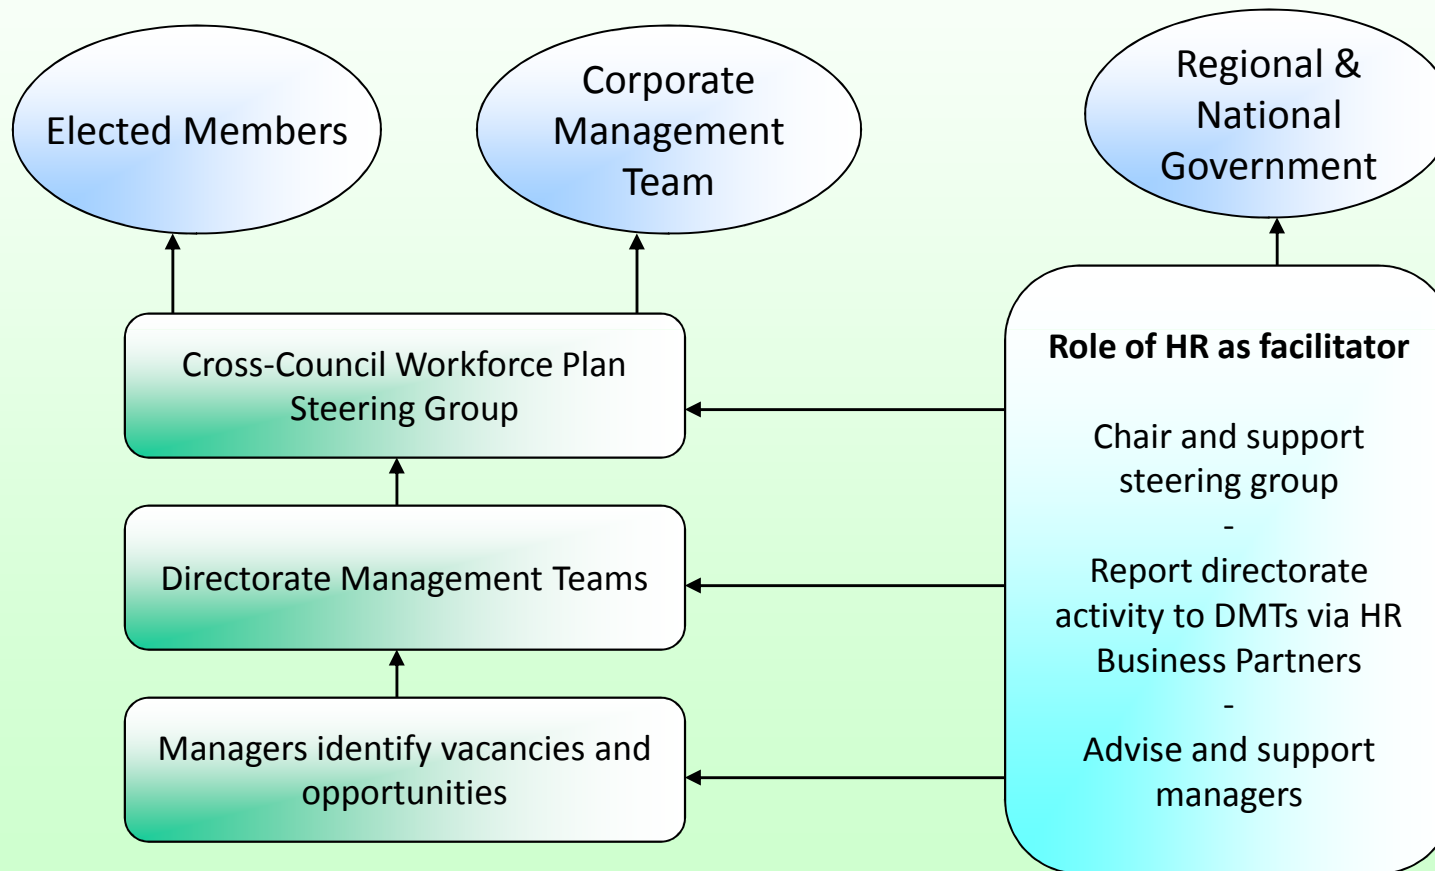 Elected Members
Corporate
Management
Team
Regional &
National
Government
Cross-Council Workforce Plan
Steering Group
Directorate Management Teams
Managers identify vacancies and
opportunities
Role of HR as facilitator
Chair and support
steering group
-
Report directorate
activity to DMTs via HR
Business Partners
-
Advise and support
managers